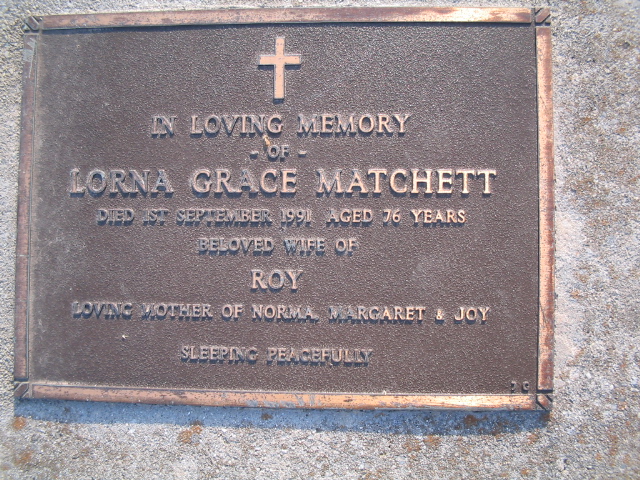 IN LOVING MEMORY
- OF -
LORNA GRACE MATCHETT
DIED 1ST SEPTEMBER 1991 AGED 76 YEARS
BELOVED WIFE OF
ROY
LOVING MOTHER OF NORMA, MARGARET & JOY
SLEEPING PEACEFULLY